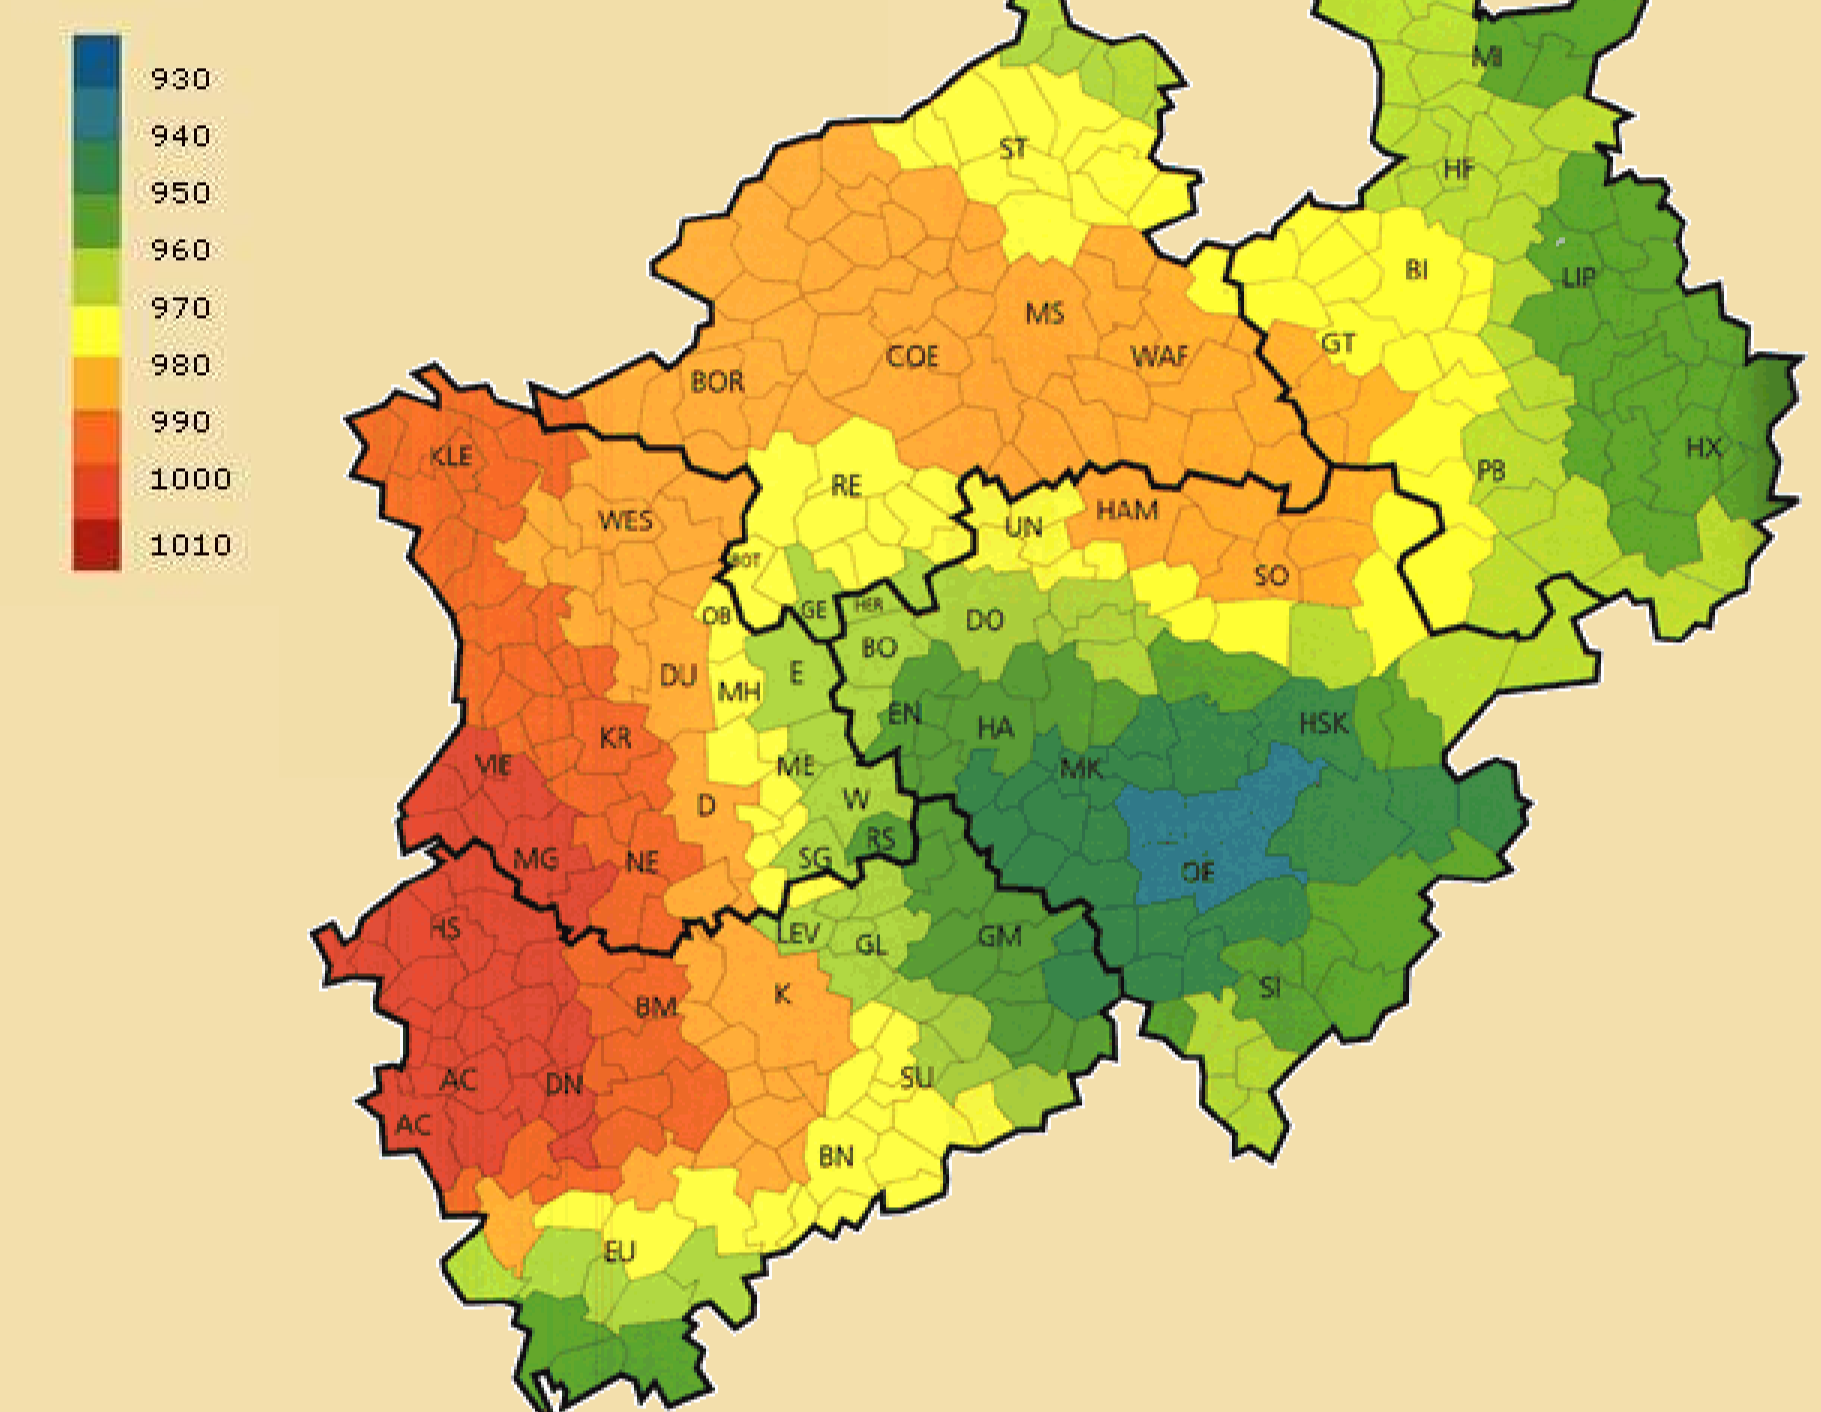 930
940
950
960
970
980
990
1000
1010
MI
ST
HF
BI
LIP
MS
GT
COE
WAF
BOR
KLE
HX
PB
RE
WES
HAM
UN
BOT
SO
HER
GE
OB
DO
BO
E
DU
MH
EN
HA
HSK
KR
VIE
ME
MK
W
D
RS
SG
MG
NE
OE
HS
LEV
GL
GM
K
BM
SI
SU
AC
DN
AC
BN
EU